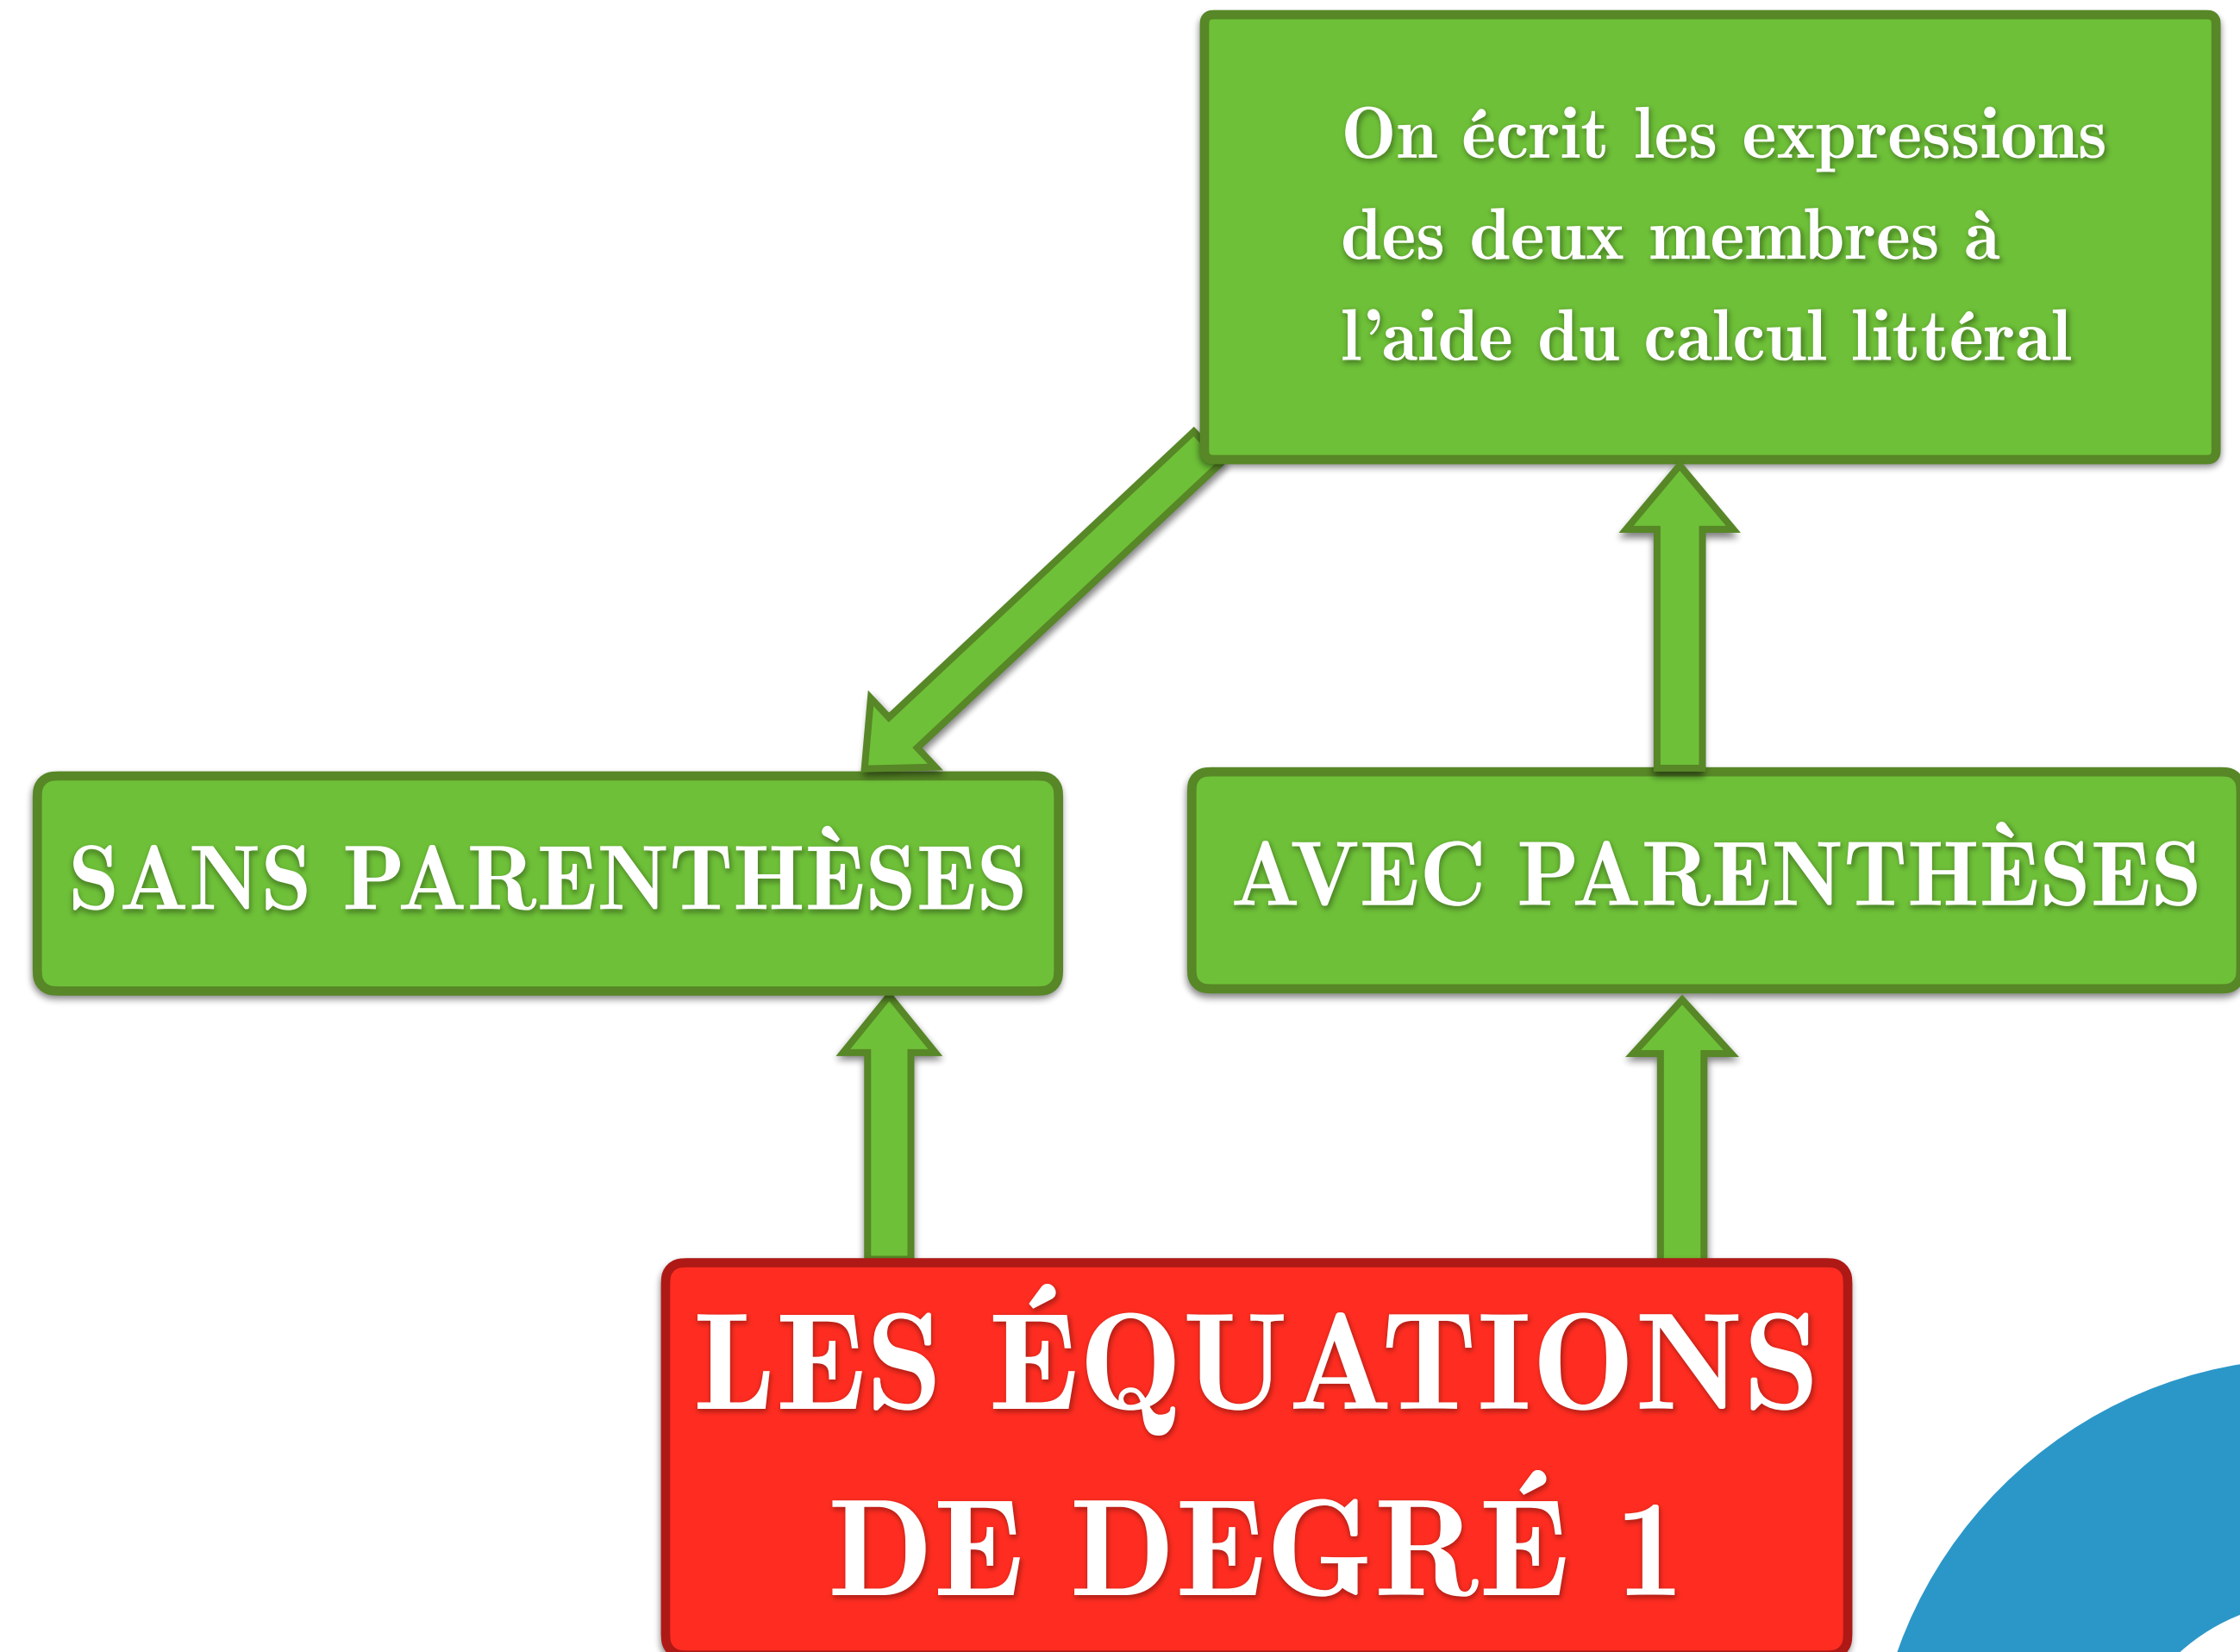 On écrit les expressions
des deux membres à
l'aide du calcul littéral
SANS PARENTHÈSES
AVEC PARENTHÈSES
LES ÉQUATIONS
DE DEGRÉ 1